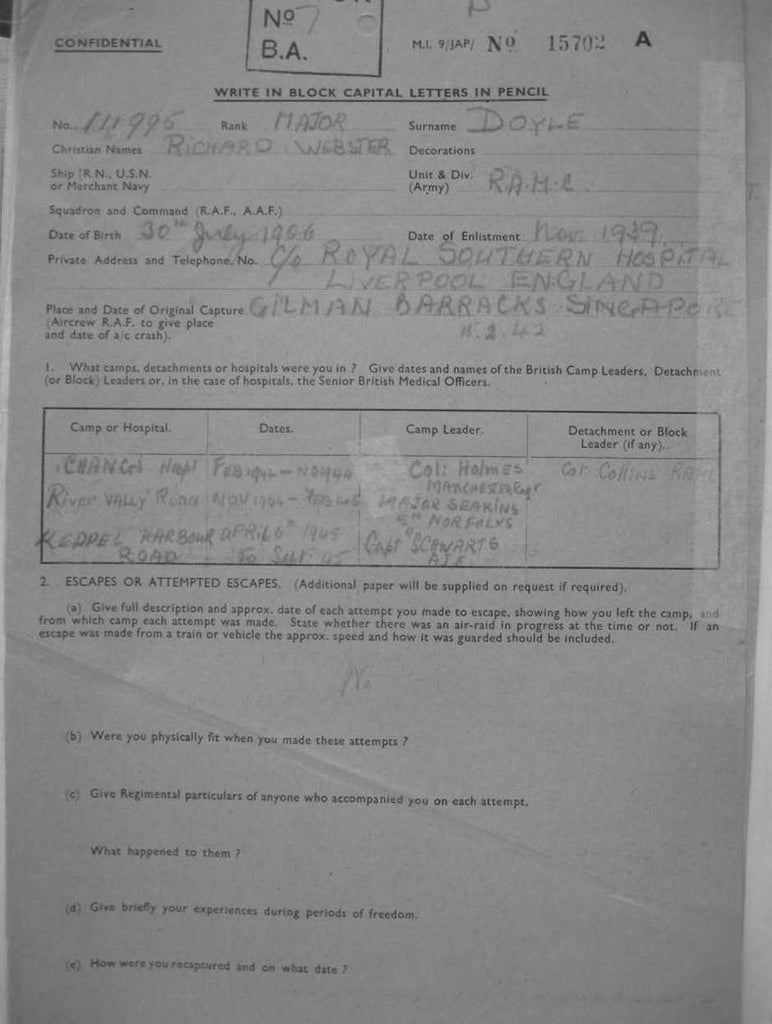 Nº 7
B.A.
CONFIDENTIAL
M.I. 9/JAP/ Nº 15702 A
WRITE IN BLOCK CAPITAL LETTERS IN PENCIL
No. 111995 Rank MAJOR Surname DOYLE
Christian Names RICHARD WEBSTER Decorations
Ship (R.N., U.S.N. or Merchant Navy Unit & Div. (Army) R.A.M.C.
Squadron and Command (R.A.F., A.A.F.)
Date of Birth 30th July 1906 Date of Enlistment Nov. 1939
Private Address and Telephone No. C/o ROYAL SOUTHERN HOSPITAL
LIVERPOOL ENGLAND
Place and Date of Original Capture GILMAN BARRACKS SINGAPORE
(Aircrew R.A.F. to give place
and date of a/c crash). 2.42
1. What camps, detachments or hospitals were you in ? Give dates and names of the British Camp Leaders, Detachment
(or Block) Leaders or, in the case of hospitals, the Senior British Medical Officers.
Camp or Hospital. Dates. Camp Leader. Detachment or Block
Leader (if any)..
CHANGI Hospl FEB 1942 - NOV 1944 Col: Holmes Col: Collins RAMC
MANCHESTER Regt
River VALLY Road NOV 1944 - FEB 45 MAJOR SEAKINS
5th NORFOLKS
KEPPEL HARBOUR APRIL 6th 1945 Capt SCWARTS
ROAD To Sept. 45 AIF
2. ESCAPES OR ATTEMPTED ESCAPES. (Additional paper will be supplied on request if required).
(a) Give full description and approx. date of each attempt you made to escape, showing how you left the camp, and
from which camp each attempt was made. State whether there was an air-raid in progress at the time or not. If an
escape was made from a train or vehicle the approx. speed and how it was guarded should be included.
No
(b) Were you physically fit when you made these attempts ?
(c) Give Regimental particulars of anyone who accompanied you on each attempt.
What happened to them ?
(d) Give briefly your experiences during periods of freedom.
(e) How were you recaptured and on what date ?